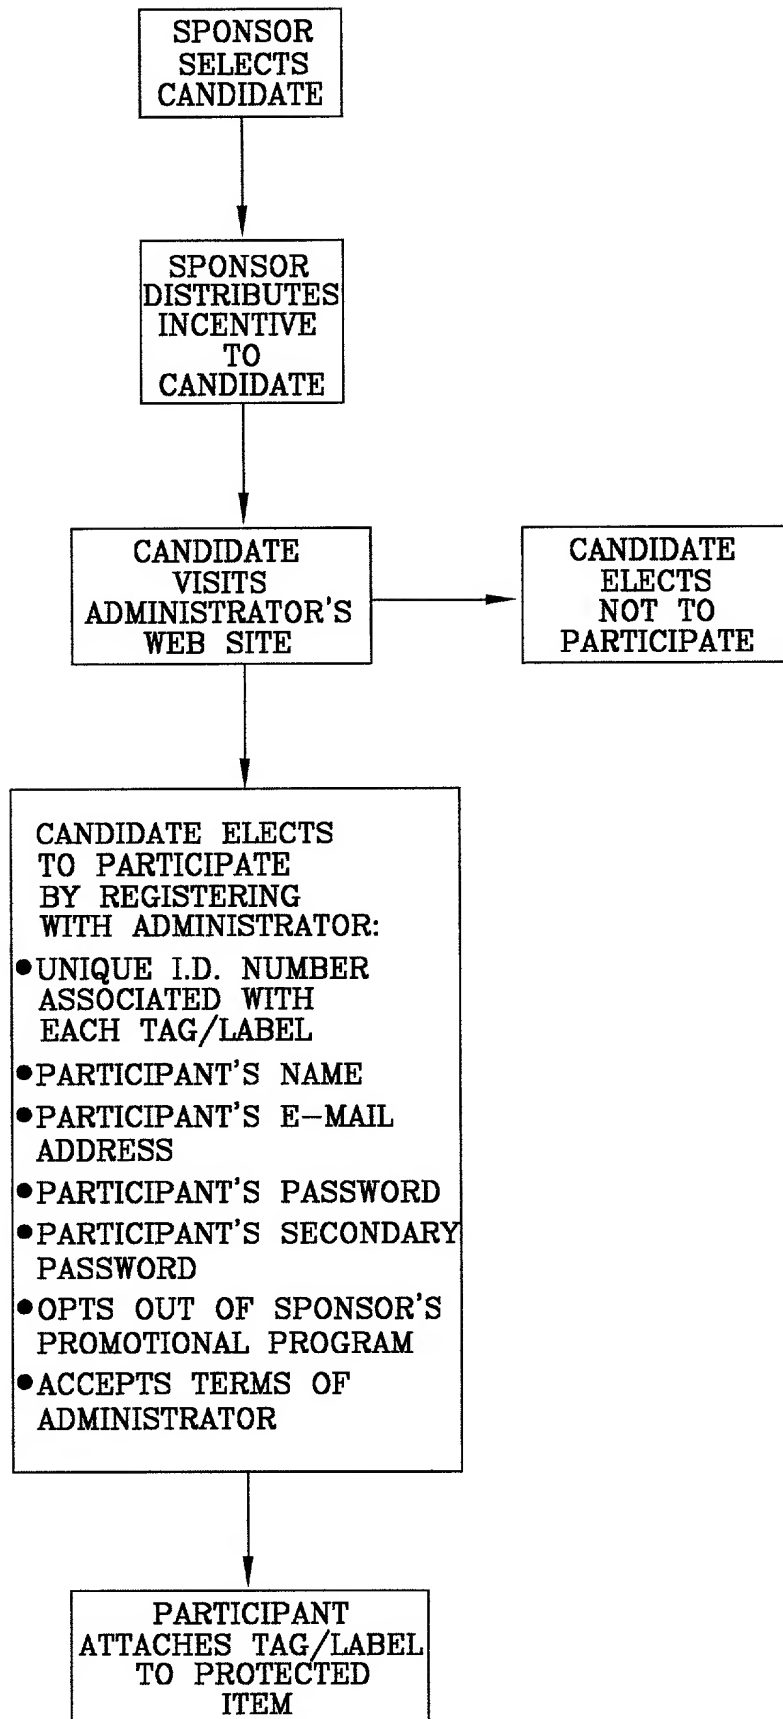 SPONSOR
SELECTS
CANDIDATE
SPONSOR
DISTRIBUTES
INCENTIVE
TO
CANDIDATE
CANDIDATE
VISITS
ADMINISTRATOR'S
WEB SITE
CANDIDATE
ELECTS
NOT TO
PARTICIPATE
CANDIDATE ELECTS
TO PARTICIPATE
BY REGISTERING
WITH ADMINISTRATOR:
●UNIQUE I.D. NUMBER
ASSOCIATED WITH
EACH TAG/LABEL
●PARTICIPANT'S NAME
●PARTICIPANT'S E-MAIL
ADDRESS
●PARTICIPANT'S PASSWORD
●PARTICIPANT'S SECONDARY
PASSWORD
●OPTS OUT OF SPONSOR'S
PROMOTIONAL PROGRAM
●ACCEPTS TERMS OF
ADMINISTRATOR
PARTICIPANT
ATTACHES TAG/LABEL
TO PROTECTED
ITEM